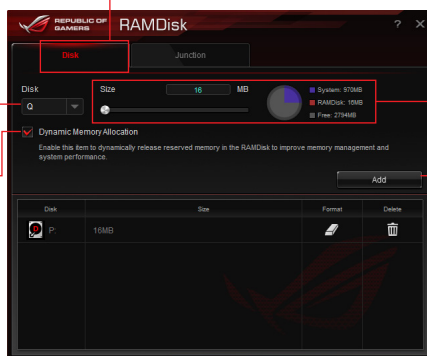 REPUBLIC OF
GAMERS
RAMDisk
? X
Disk
Junction
Disk
Size
16
MB
System: 970MB
Q
RAMDisk: 16MB
Free: 2794MB
Dynamic Memory Allocation
Enable this item to dynamically release reserved memory in the RAMDisk to improve memory management and
system performance.
Add
Disk
Size
Format
Delete
P:
16MB